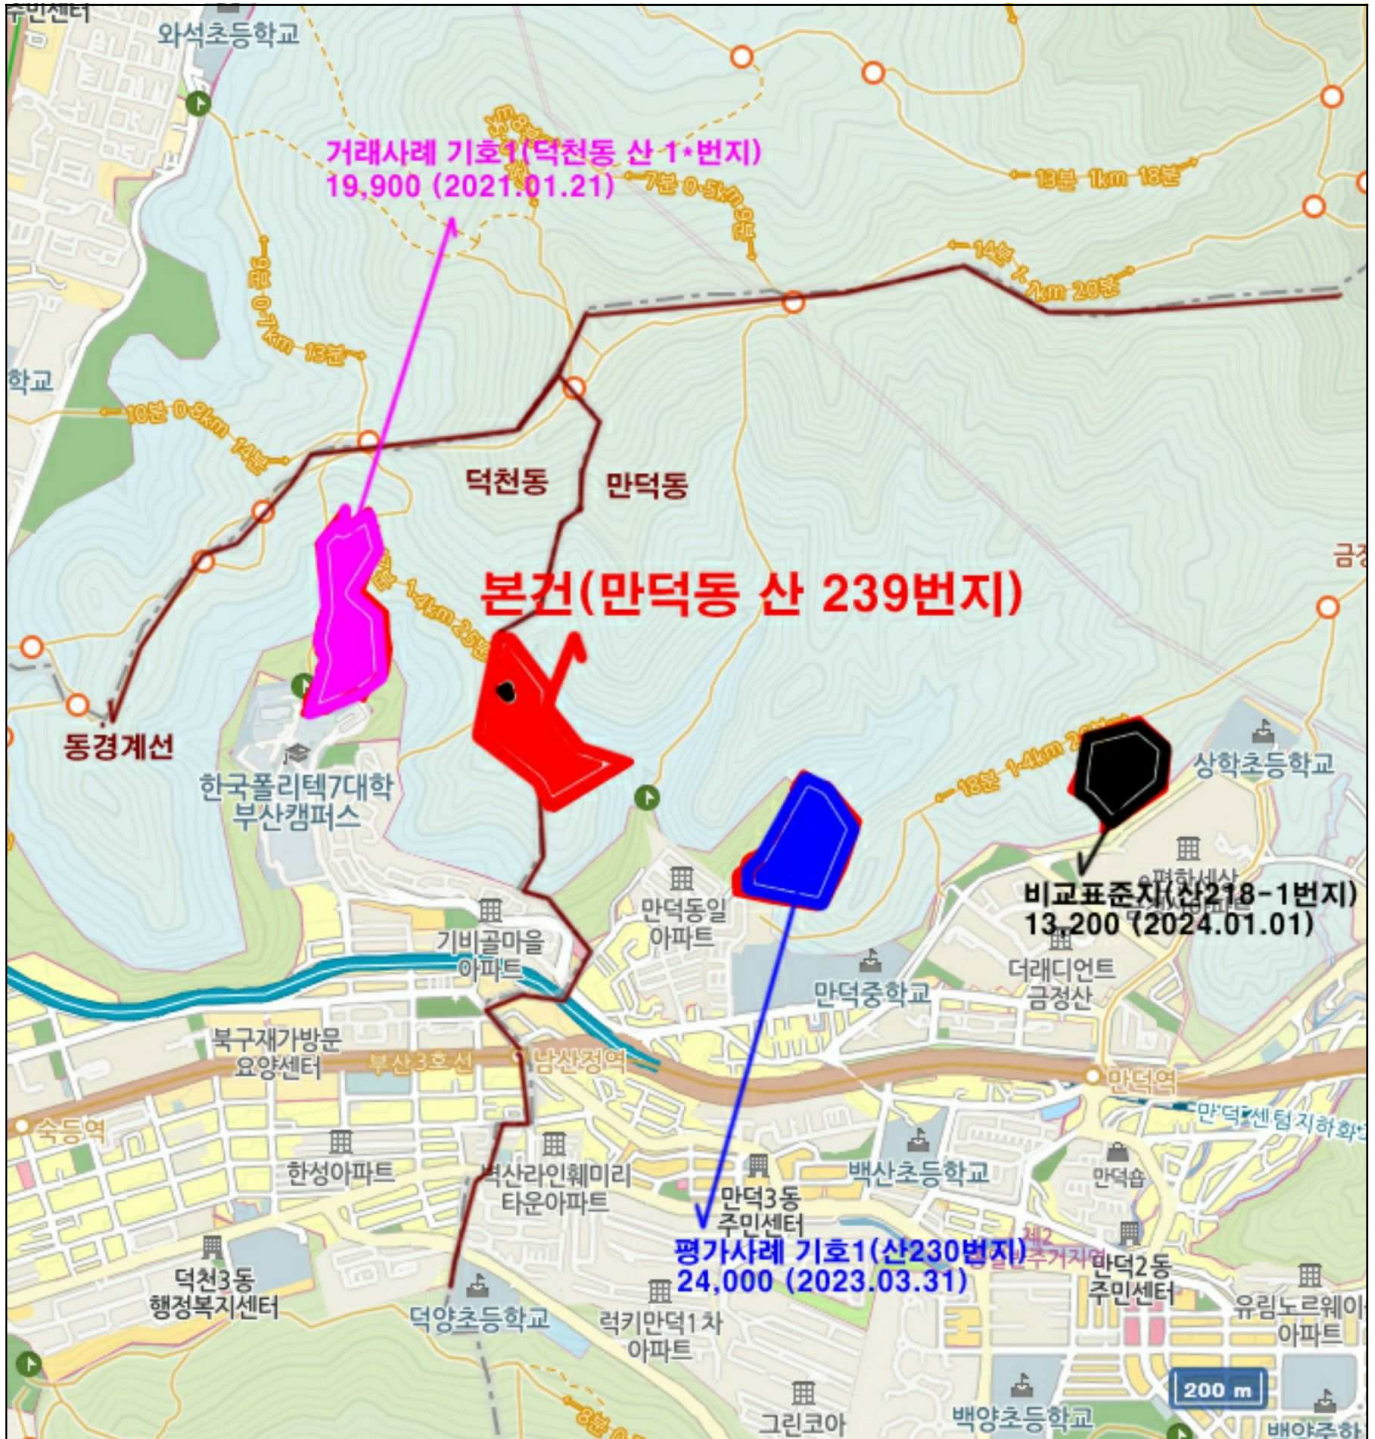 주민센터
와석초등학교
거래사례 기호1(덕천동 산 1*번지)
19,900 (2021.01.21)
7분 0.5km 9분
13분 1km 18분
14분
km 20분
9분 0.7km 13분
학교
10분 0.8km 14분
덕천동
만덕동
1.4km 25분
본건(만덕동 산 239번지)
동경계선
한국폴리텍7대학
부산캠퍼스
18분 1.4km
상학초등학교
비교표준지(산218-1번지)
13,200 (2024.01.01)
만덕동일
아파트
기비골마을
아파트
더래디언트
금정산
만덕중학교
북구재가방문
요양센터
부산3호선
남산정역
만덕역
숙등역
한성아파트
벽산라인훼미리
타운아파트
백산초등학교
만덕숍
만덕3동
주민센터
평가사례 기호1(산230번지)
24,000 (2023.03.31)
제2
만덕2동
주민센터
덕천3동
행정복지센터
덕양초등학교
럭키만덕1차
아파트
유림노르웨이
아파트
200 m
그린코아
백양초등학교
백양중학